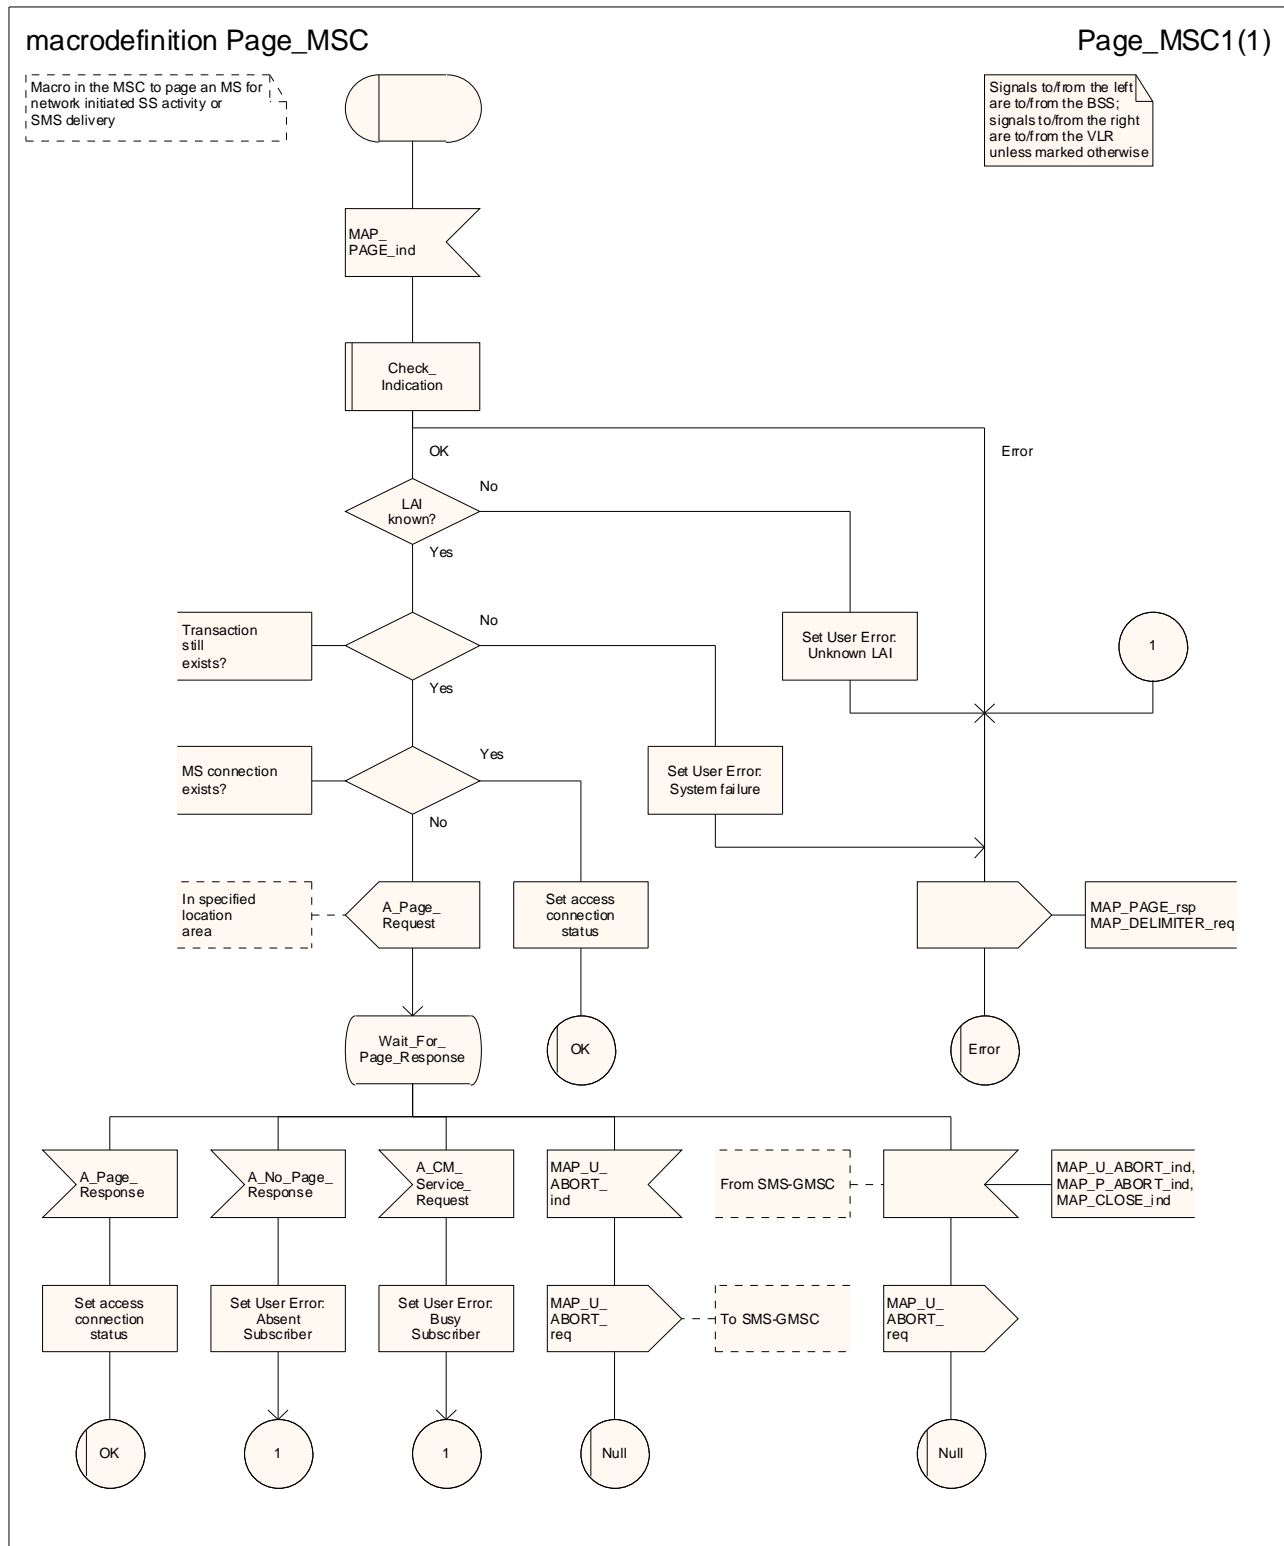 macrodefinition Page_MSC
Page_MSC1(1)
Macro in the MSC to page an MS for
network initiated SS activity or
SMS delivery
Signals to/from the left
are to/from the BSS;
signals to/from the right
are to/from the VLR
unless marked otherwise
MAP_
PAGE_ind
Check_
Indication
OK
Error
LAI
known?
No
Yes
Transaction
still
exists?
No
Yes
Set User Error:
Unknown LAI
1
MS connection
exists?
Yes
No
Set User Error:
System failure
In specified
location
area
A_Page_
Request
Set access
connection
status
MAP_PAGE_rsp
MAP_DELIMITER_req
Wait_For_
Page_Response
OK
Error
A_Page_
Response
A_No_Page_
Response
A_CM_
Service_
Request
MAP_U_
ABORT_
ind
From SMS-GMSC
MAP_U_ABORT_ind,
MAP_P_ABORT_ind,
MAP_CLOSE_ind
Set access
connection
status
Set User Error:
Absent
Subscriber
Set User Error:
Busy
Subscriber
MAP_U_
ABORT_
req
To SMS-GMSC
MAP_U_
ABORT_
req
OK
1
1
Null
Null